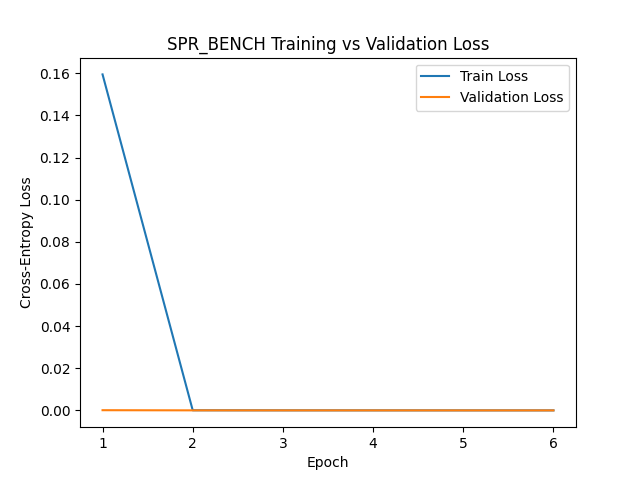 SPR_BENCH Training vs Validation Loss
Train Loss
Validation Loss
Cross-Entropy Loss
0.16
0.14
0.12
0.10
0.08
0.06
0.04
0.02
0.00
1 2 3 4 5 6
Epoch